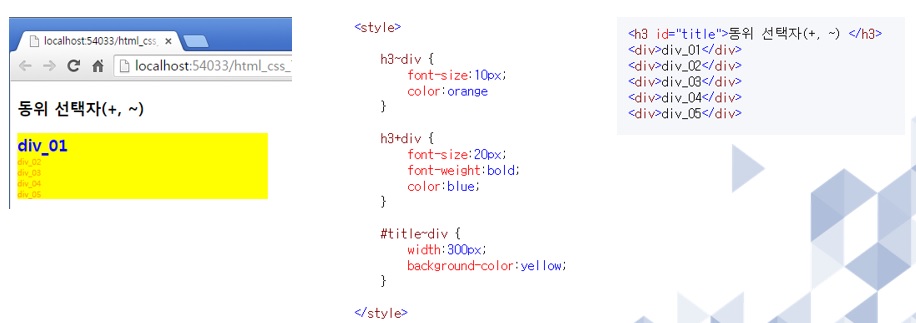 localhost:54033/html_css_ ×
localhost:54033/html_css_
동위 선택자(+, ~)
div_01
div_02
div_03
div_04
div_05
<style>
h3~div {
font-size:10px;
color:orange
}
h3+div {
font-size:20px;
font-weight:bold;
color:blue;
}
#title~div {
width:300px;
background-color:yellow;
}
</style>
<h3 id="title">동위 선택자(+, ~) </h3>
<div>div_01</div>
<div>div_02</div>
<div>div_03</div>
<div>div_04</div>
<div>div_05</div>